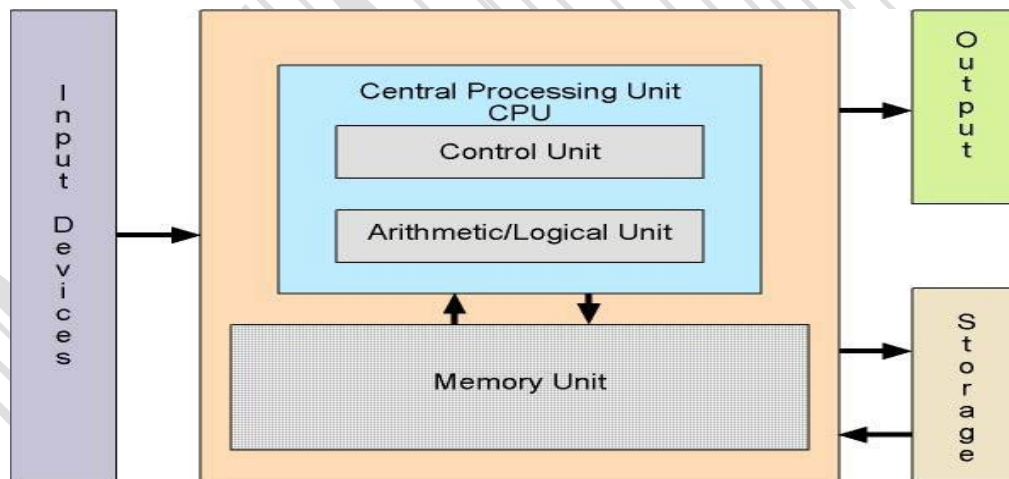 Input Devices
Central Processing Unit
CPU
Control Unit
Arithmetic/Logical Unit
Memory Unit
Output
Storage